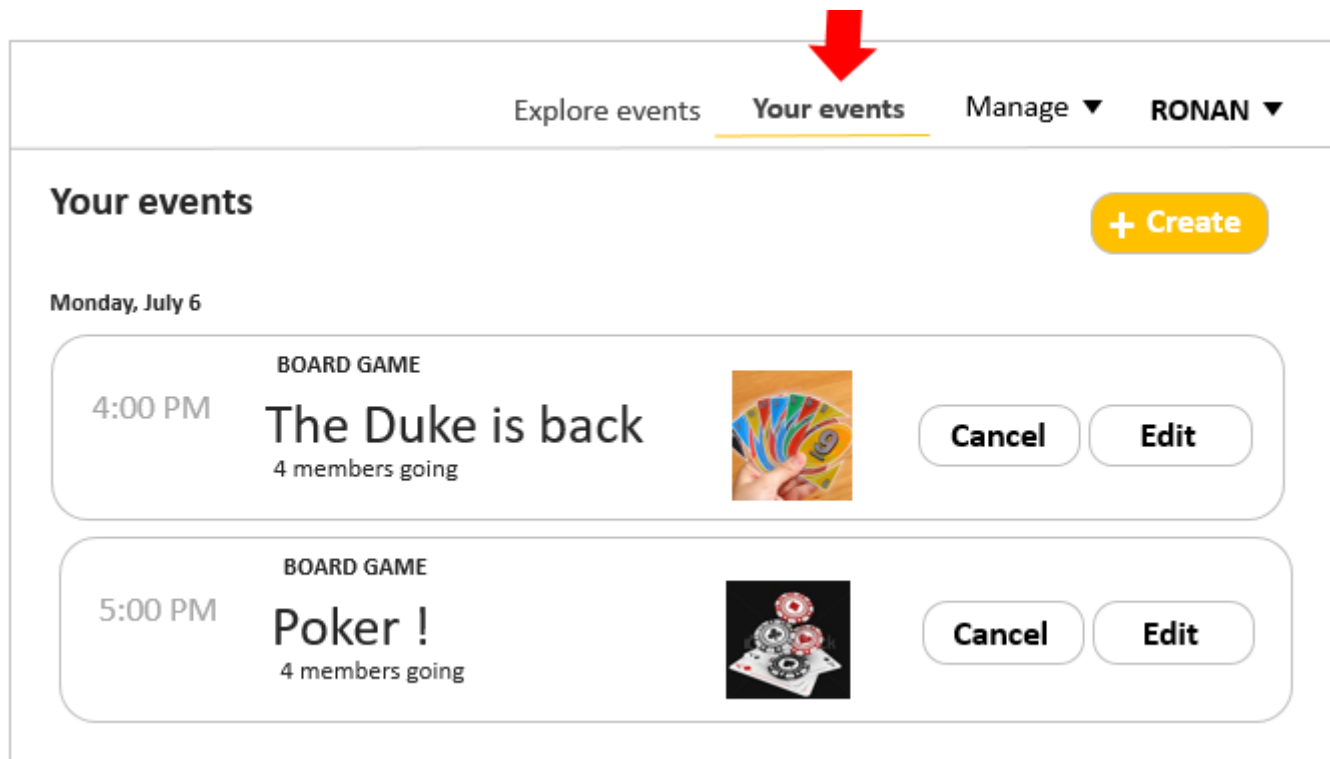 Explore events Your events Manage ▼ RONAN ▼
Your events
+ Create
Monday, July 6
BOARD GAME
4:00 PM
The Duke is back
4 members going
9
Cancel Edit
BOARD GAME
5:00 PM
Poker !
4 members going
Cancel Edit